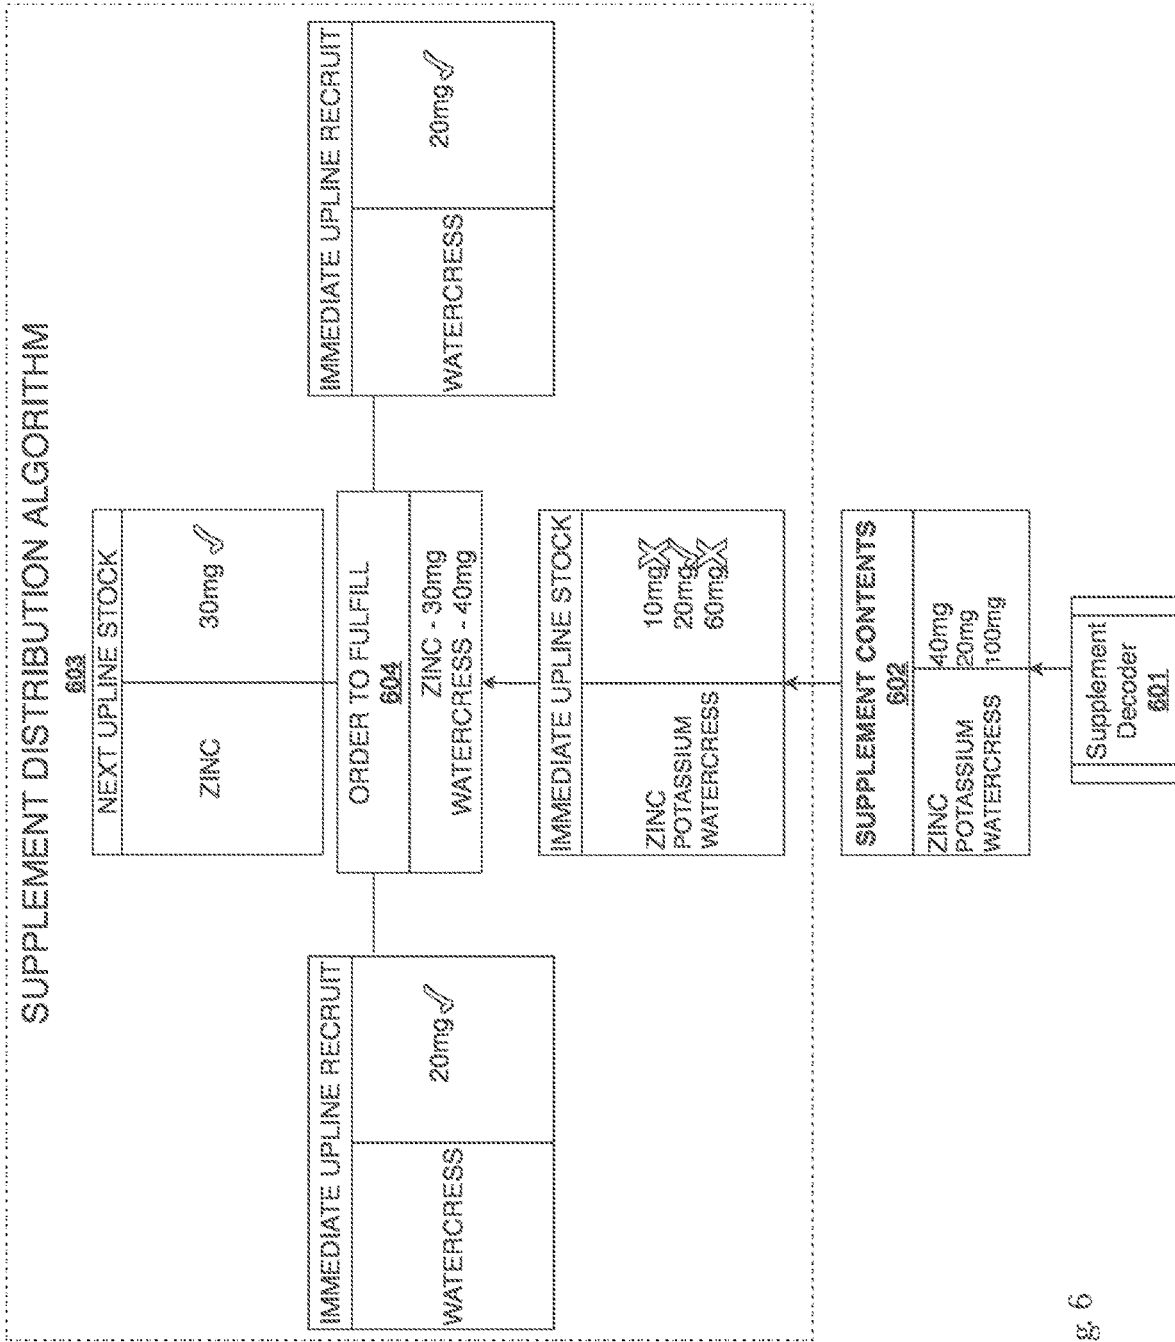 SUPPLEMENT DISTRIBUTION ALGORITHM
603
NEXT UPLINE STOCK
ZINC
30mg
IMMEDIATE UPLINE RECRUIT
WATERCRESS
20mg
ORDER TO FULFILL
604
ZINC - 30mg
WATERCRESS - 40mg
IMMEDIATE UPLINE RECRUIT
WATERCRESS
20mg
IMMEDIATE UPLINE STOCK
ZINC 10mg
POTASSIUM 20mg
WATERCRESS 60mg
SUPPLEMENT CONTENTS
602
ZINC 40mg
POTASSIUM 20mg
WATERCRESS 100mg
Supplement
Decoder
601
g. 6